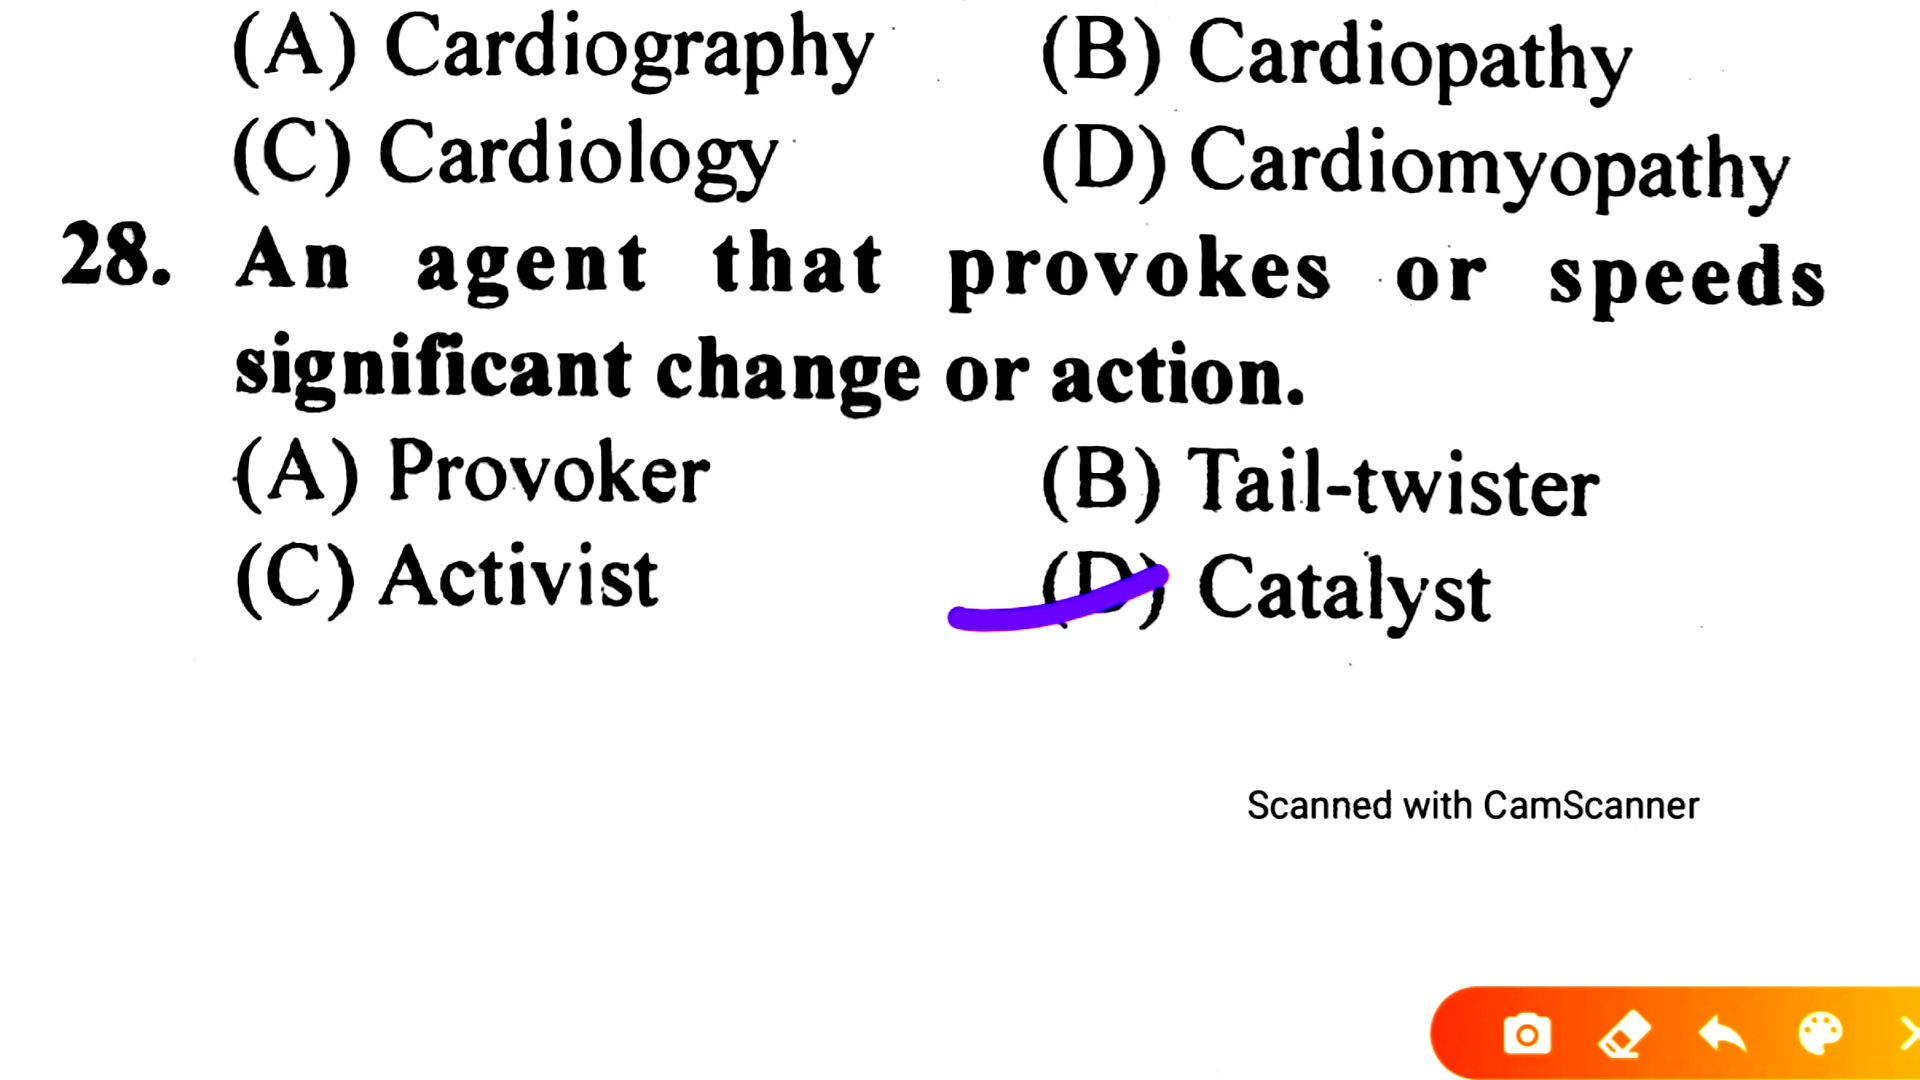 (A) Cardiography (B) Cardiopathy
(C) Cardiology (D) Cardiomyopathy
28. An agent that provokes or speeds
significant change or action.
(A) Provoker (B) Tail-twister
(C) Activist (D) Catalyst
Scanned with CamScanner